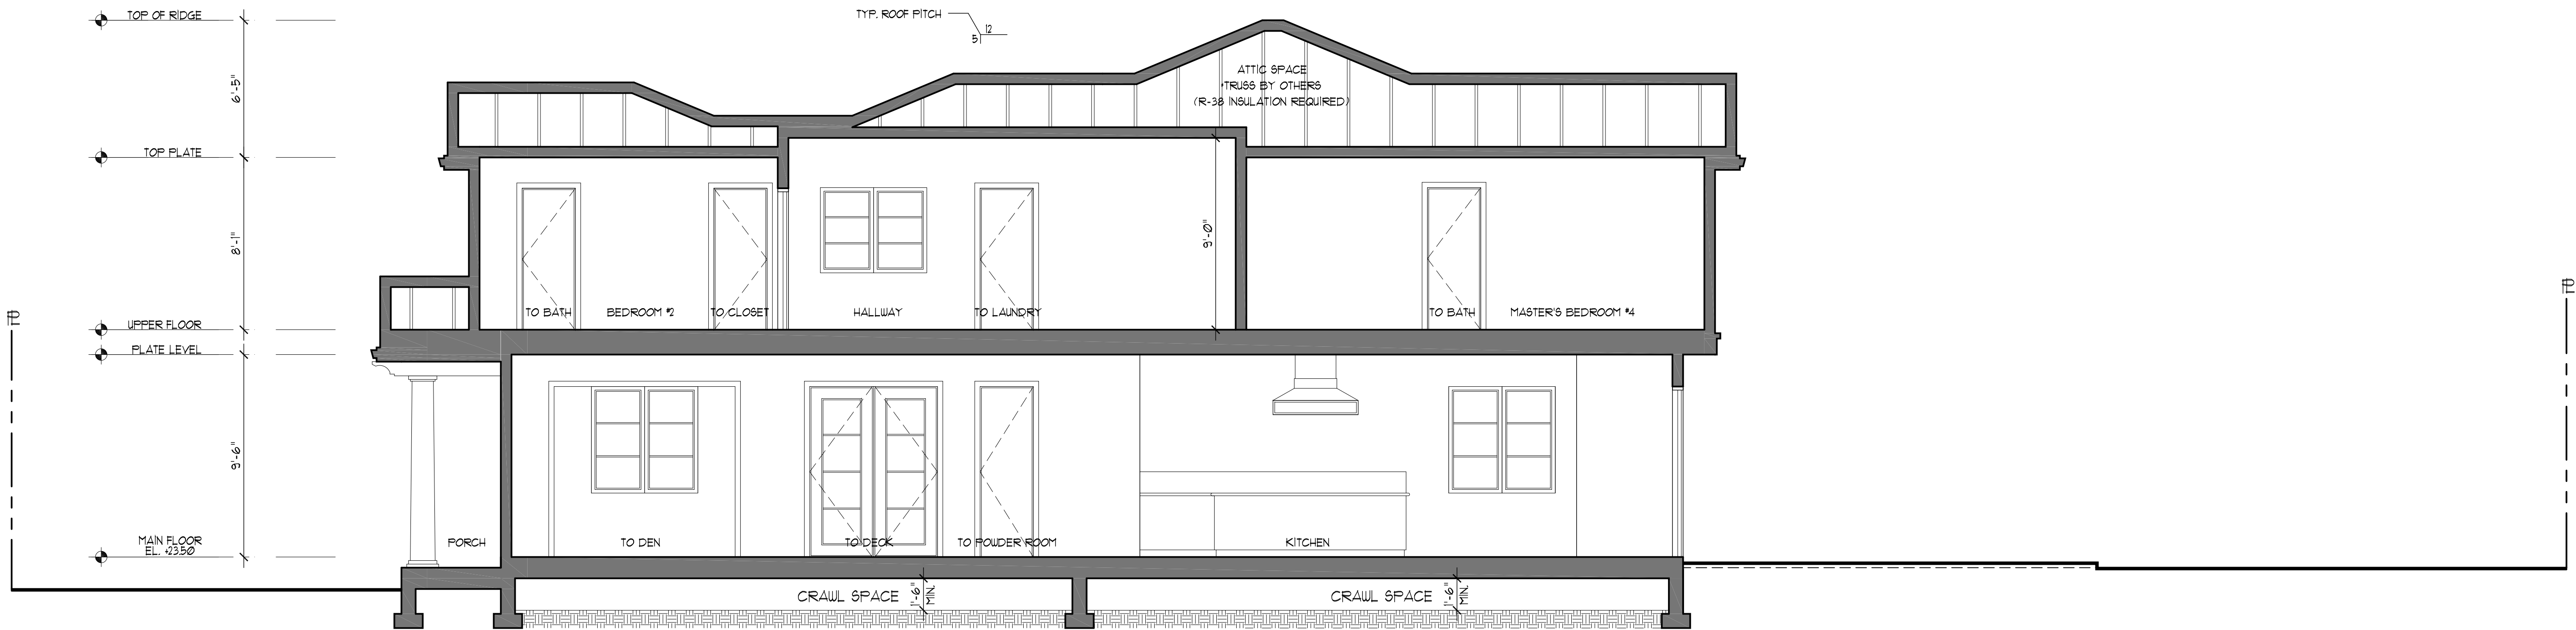 TOP OF RIDGE
TYP. ROOF PITCH
12
5
6'-5"
ATTIC SPACE
*TRUSS BY OTHERS
(R-38 INSULATION REQUIRED)
TOP PLATE
8'-1"
9'-0"
TO BATH
BEDROOM #2
TO CLOSET
HALLWAY
TO LAUNDRY
TO BATH
MASTER'S BEDROOM #4
UPPER FLOOR
PLATE LEVEL
9'-6"
MAIN FLOOR
EL. +23.50
PORCH
TO DEN
TO DECK
TO POWDER ROOM
KITCHEN
CRAWL SPACE
1'-6"
MIN.
CRAWL SPACE
1'-6"
MIN.